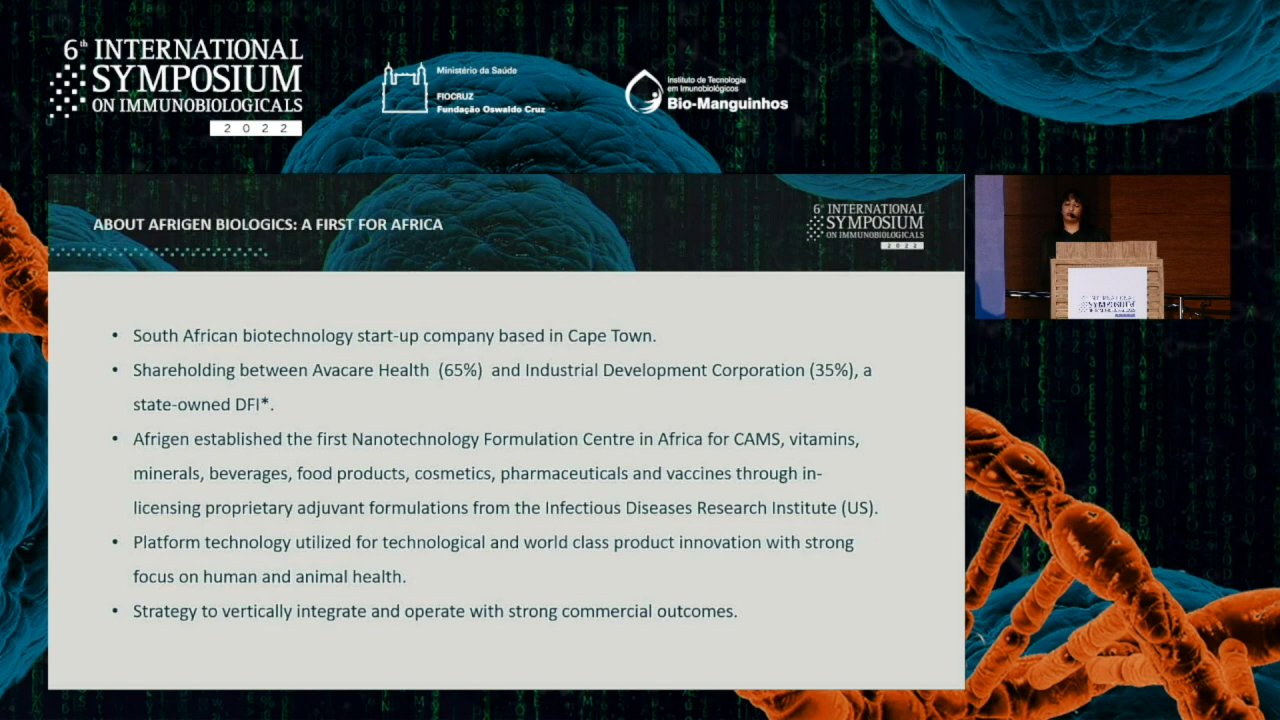 6th INTERNATIONAL
SYMPOSIUM
ON IMMUNOBIOLOGICALS
2022
Ministério da Saúde
FIOCRUZ
Fundação Oswaldo Cruz
Instituto de Tecnologia
em Imunobiológicos
Bio-Manguinhos
ABOUT AFRIGEN BIOLOGICS: A FIRST FOR AFRICA
6th INTERNATIONAL
SYMPOSIUM
ON IMMUNOBIOLOGICALS
2022
• South African biotechnology start-up company based in Cape Town.
• Shareholding between Avacare Health (65%) and Industrial Development Corporation (35%), a
state-owned DFI*.
• Afrigen established the first Nanotechnology Formulation Centre in Africa for CAMS, vitamins,
minerals, beverages, food products, cosmetics, pharmaceuticals and vaccines through in-
licensing proprietary adjuvant formulations from the Infectious Diseases Research Institute (US).
• Platform technology utilized for technological and world class product innovation with strong
focus on human and animal health.
• Strategy to vertically integrate and operate with strong commercial outcomes.
INTERNATIONAL
SYMPOSIUM